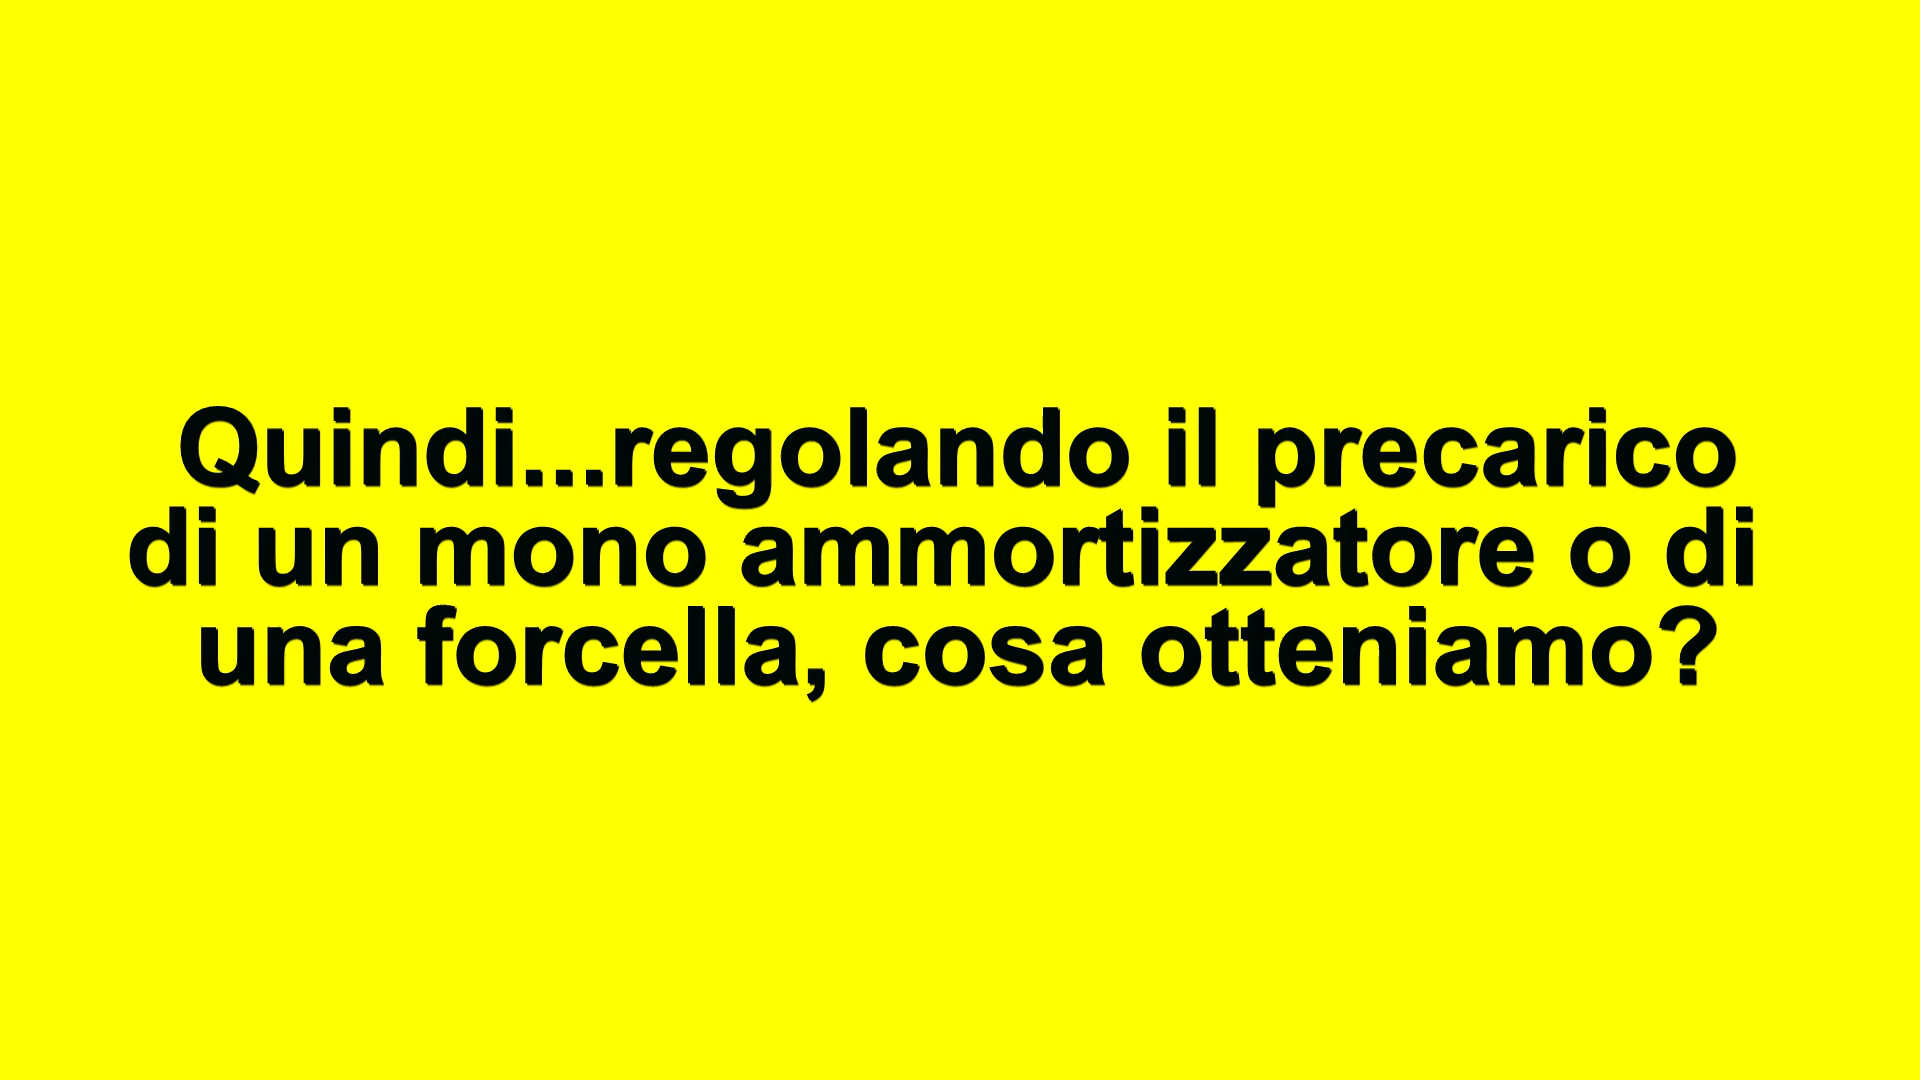 Quindi...regolando il precarico
di un mono ammortizzatore o di
una forcella, cosa otteniamo?